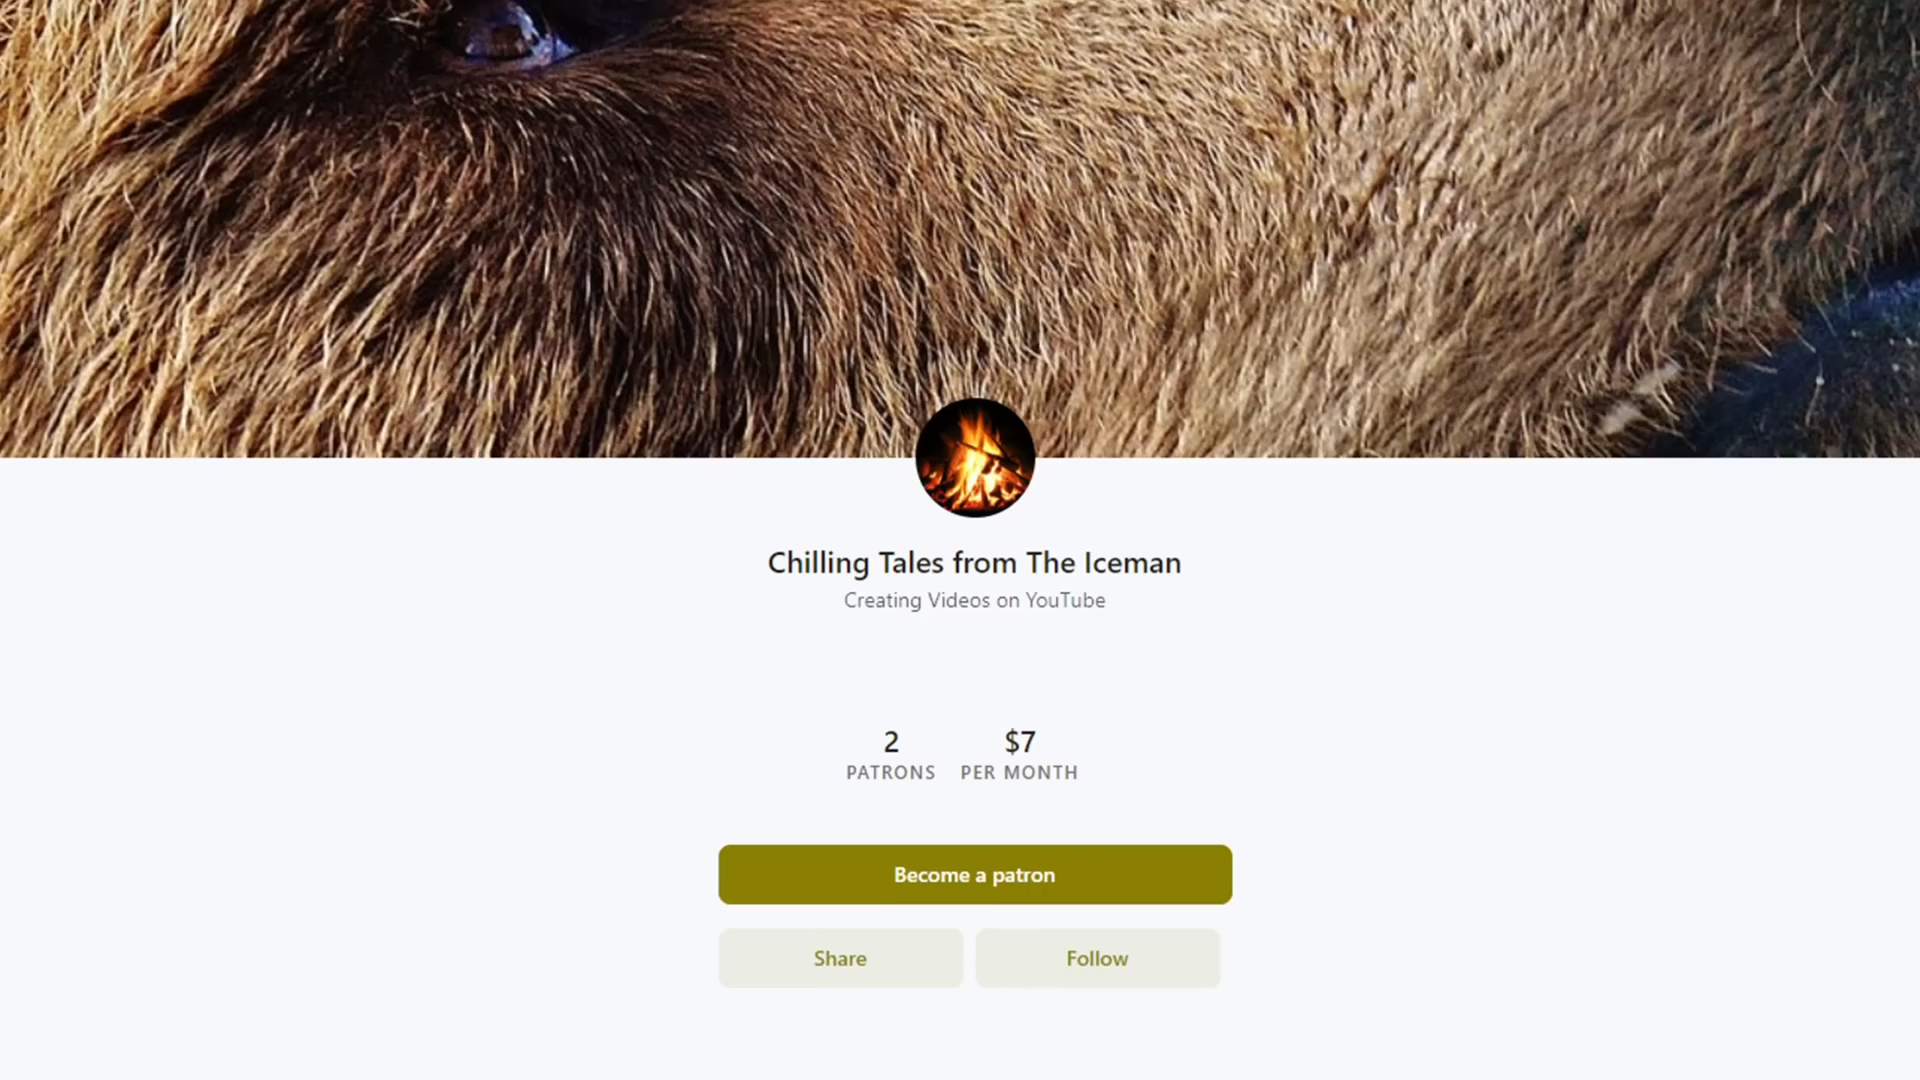 Chilling Tales from The Iceman
Creating Videos on YouTube
2 $7
PATRONS PER MONTH
Become a patron
Share Follow